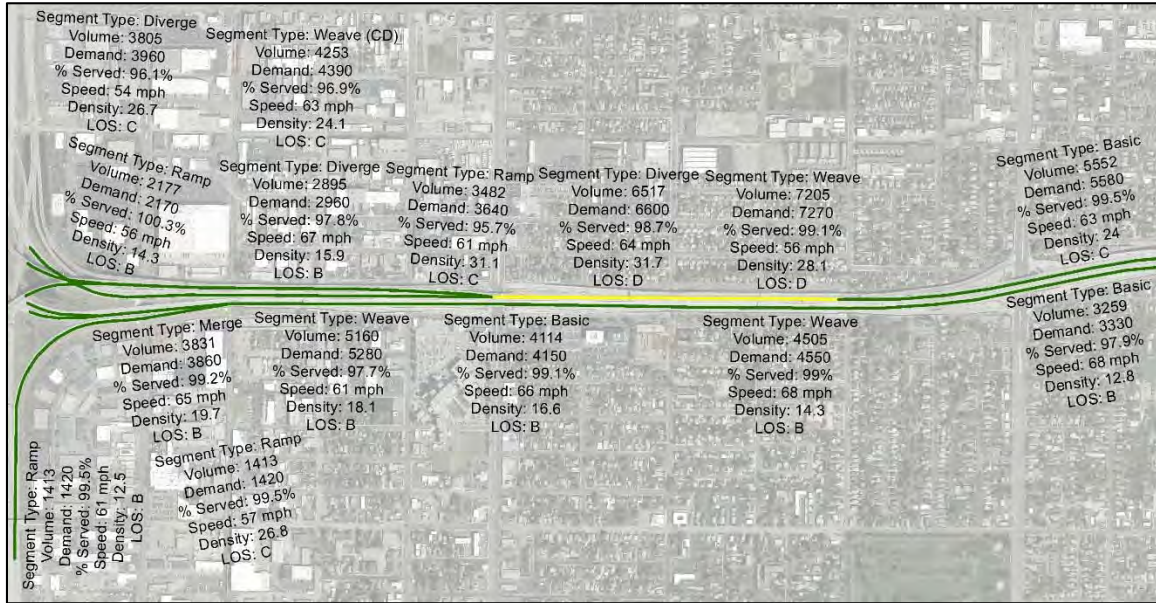 Segment Type: Diverge
Volume: 3805
Demand: 3960
% Served: 96.1%
Speed: 54 mph
Density: 26.7
LOS: C
Segment Type: Weave (CD)
Volume: 4253
Demand: 4390
% Served: 96.9%
Speed: 63 mph
Density: 24.1
LOS: C
Segment Type: Ramp
Volume: 2177
Demand: 2170
% Served: 100.3%
Speed: 56 mph
Density: 14.3
LOS: B
Segment Type: Diverge
Volume: 2895
Demand: 2960
% Served: 97.8%
Speed: 67 mph
Density: 15.9
LOS: B
Segment Type: Ramp
Volume: 3482
Demand: 3640
% Served: 95.7%
Speed: 61 mph
Density: 31.1
LOS: C
Segment Type: Diverge
Volume: 6517
Demand: 6600
% Served: 98.7%
Speed: 64 mph
Density: 31.7
LOS: D
Segment Type: Weave
Volume: 7205
Demand: 7270
% Served: 99.1%
Speed: 56 mph
Density: 28.1
LOS: D
Segment Type: Basic
Volume: 5552
Demand: 5580
% Served: 99.5%
Speed: 63 mph
Density: 24
LOS: C
Segment Type: Merge
Volume: 3831
Demand: 3860
% Served: 99.2%
Speed: 65 mph
Density: 19.7
LOS: B
Segment Type: Weave
Volume: 5160
Demand: 5280
% Served: 97.7%
Speed: 61 mph
Density: 18.1
LOS: B
Segment Type: Basic
Volume: 4114
Demand: 4150
% Served: 99.1%
Speed: 66 mph
Density: 16.6
LOS: B
Segment Type: Weave
Volume: 4505
Demand: 4550
% Served: 99%
Speed: 68 mph
Density: 14.3
LOS: B
Segment Type: Basic
Volume: 3259
Demand: 3330
% Served: 97.9%
Speed: 68 mph
Density: 12.8
LOS: B
Segment Type: Ramp
Volume: 1413
Demand: 1420
% Served: 99.5%
Speed: 61 mph
Density: 12.5
LOS: B
Segment Type: Ramp
Volume: 1413
Demand: 1420
% Served: 99.5%
Speed: 57 mph
Density: 26.8
LOS: C